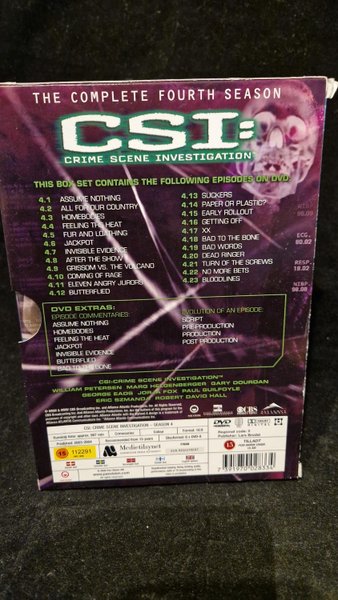 THE COMPLETE FOURTH SEASON
CSI:
CRIME SCENE INVESTIGATION
THIS BOX SET CONTAINS THE FOLLOWING EPISODES ON DVD:
4.1 ASSUME NOTHING
4.2 ALL FOR OUR COUNTRY
4.3 HOMEBODIES
4.4 FEELING THE HEAT
4.5 FUR AND LOATHING
4.6 JACKPOT
4.7 INVISIBLE EVIDENCE
4.8 AFTER THE SHOW
4.9 GRISSOM VS. THE VOLCANO
4.10 COMING OF RAGE
4.11 ELEVEN ANGRY JURORS
4.12 BUTTERFLIED
4.13 SUCKERS
4.14 PAPER OR PLASTIC?
4.15 EARLY ROLLOUT
4.16 GETTING OFF
4.17 XX
4.18 BAD TO THE BONE
4.19 BAD WORDS
4.20 DEAD RINGER
4.21 TURN OF THE SCREWS
4.22 NO MORE BETS
4.23 BLOODLINES
ECG.
RESP.
DVD EXTRAS:
EPISODE COMMENTARIES:
ASSUME NOTHING
HOMEBODIES
FEELING THE HEAT
JACKPOT
INVISIBLE EVIDENCE
BUTTERFLIED
BAD TO THE BONE
EVOLUTION OF AN EPISODE:
SCRIPT
PRE-PRODUCTION
PRODUCTION
POST PRODUCTION
CSI:CRIME SCENE INVESTIGATION™
WILLIAM PETERSEN MARG HELGENBERGER GARY DOURDAN
GEORGE EADS JORJA FOX PAUL GUILFOYLE
ERIC SZMANDA ROBERT DAVID HALL
CBS
ALLIANCE
CSI: CRIME SCENE INVESTIGATION - SEASON 4
15
112291
Medietilsynet
15